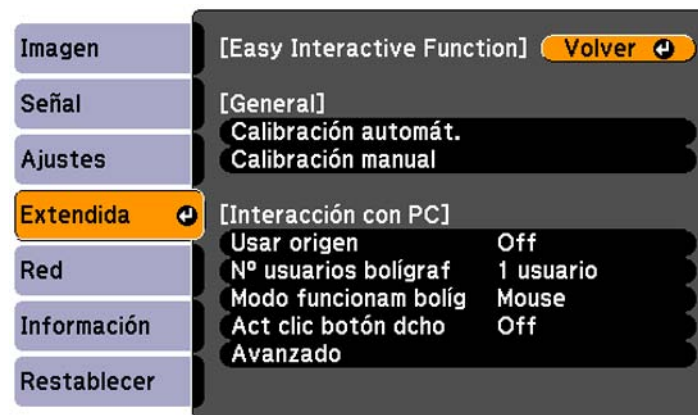 Imagen
Señal
Ajustes
Extendida
Red
Información
Restablecer
[Easy Interactive Function] Volver
[General]
Calibración automát.
Calibración manual
[Interacción con PC]
Usar origen Off
Nº usuarios bolígraf 1 usuario
Modo funcionam bolíg Mouse
Act clic botón dcho Off
Avanzado